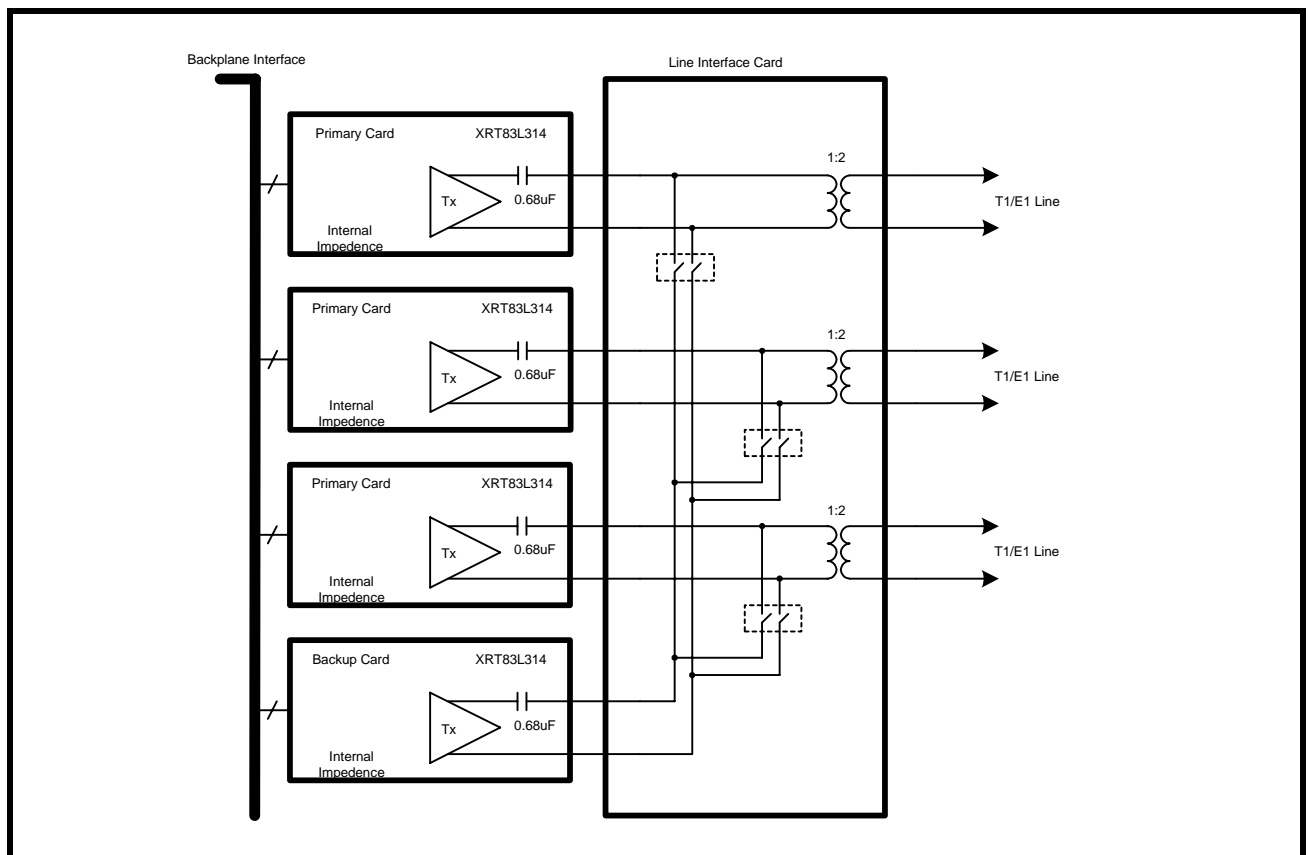 Backplane Interface
Line Interface Card
Primary Card XRT83L314
1:2
Tx
0.68uF
T1/E1 Line
Internal
Impedence
Primary Card XRT83L314
1:2
Tx
0.68uF
T1/E1 Line
Internal
Impedence
Primary Card XRT83L314
1:2
Tx
0.68uF
T1/E1 Line
Internal
Impedence
Backup Card XRT83L314
Tx
0.68uF
Internal
Impedence